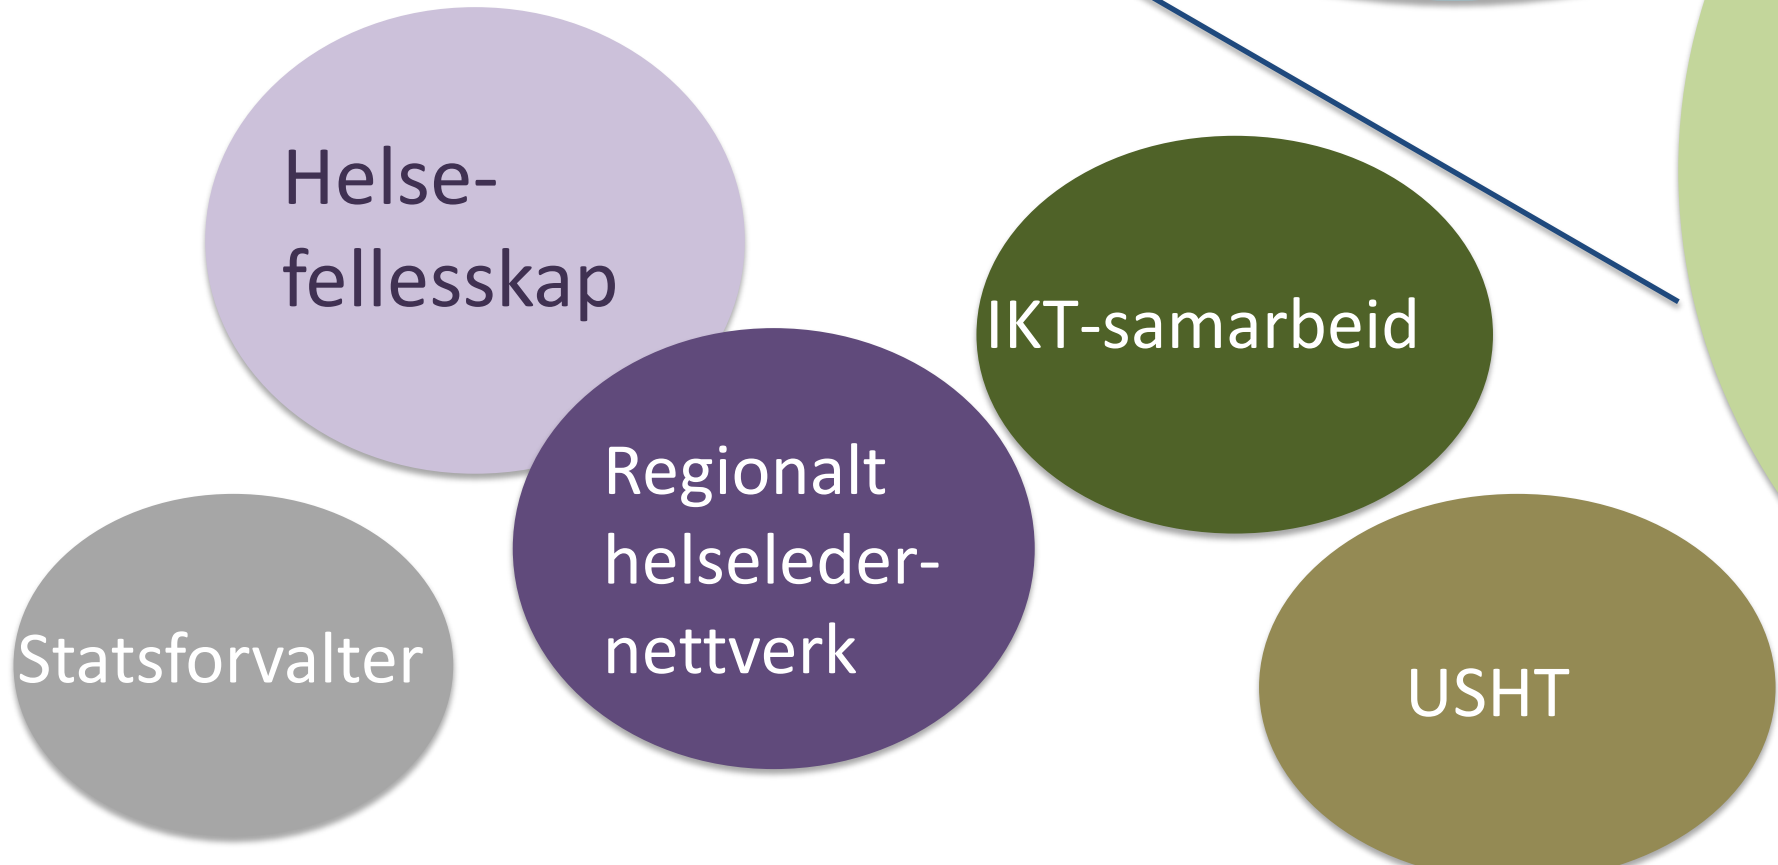 Helse-
fellesskap
IKT-samarbeid
Regionalt
helseleder-
nettverk
Statsforvalter
USHT